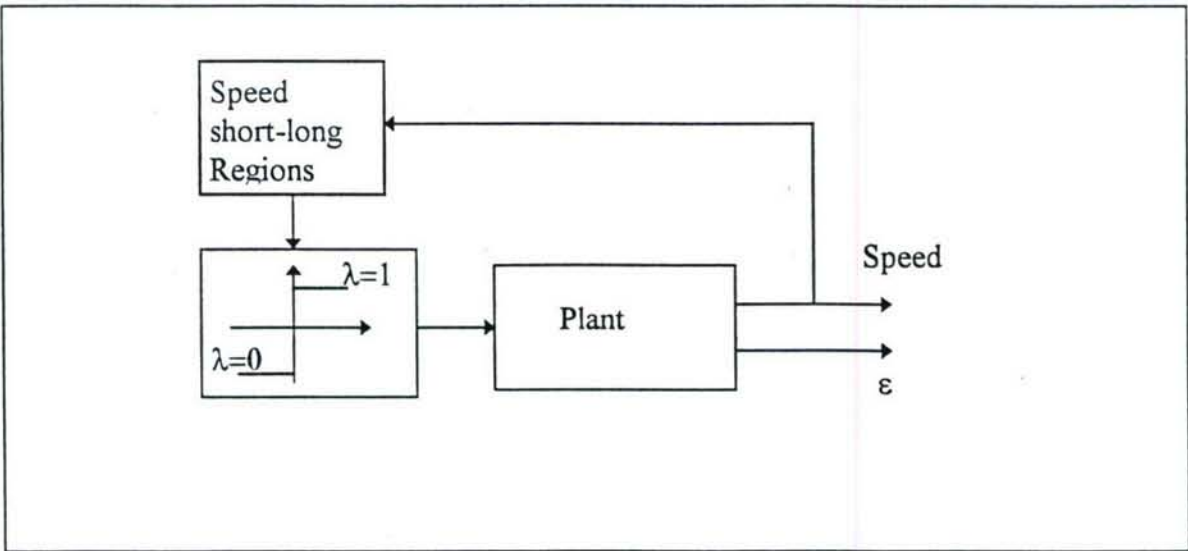 Speed
short-long
Regions
λ=1
λ=0
Plant
Speed
ε